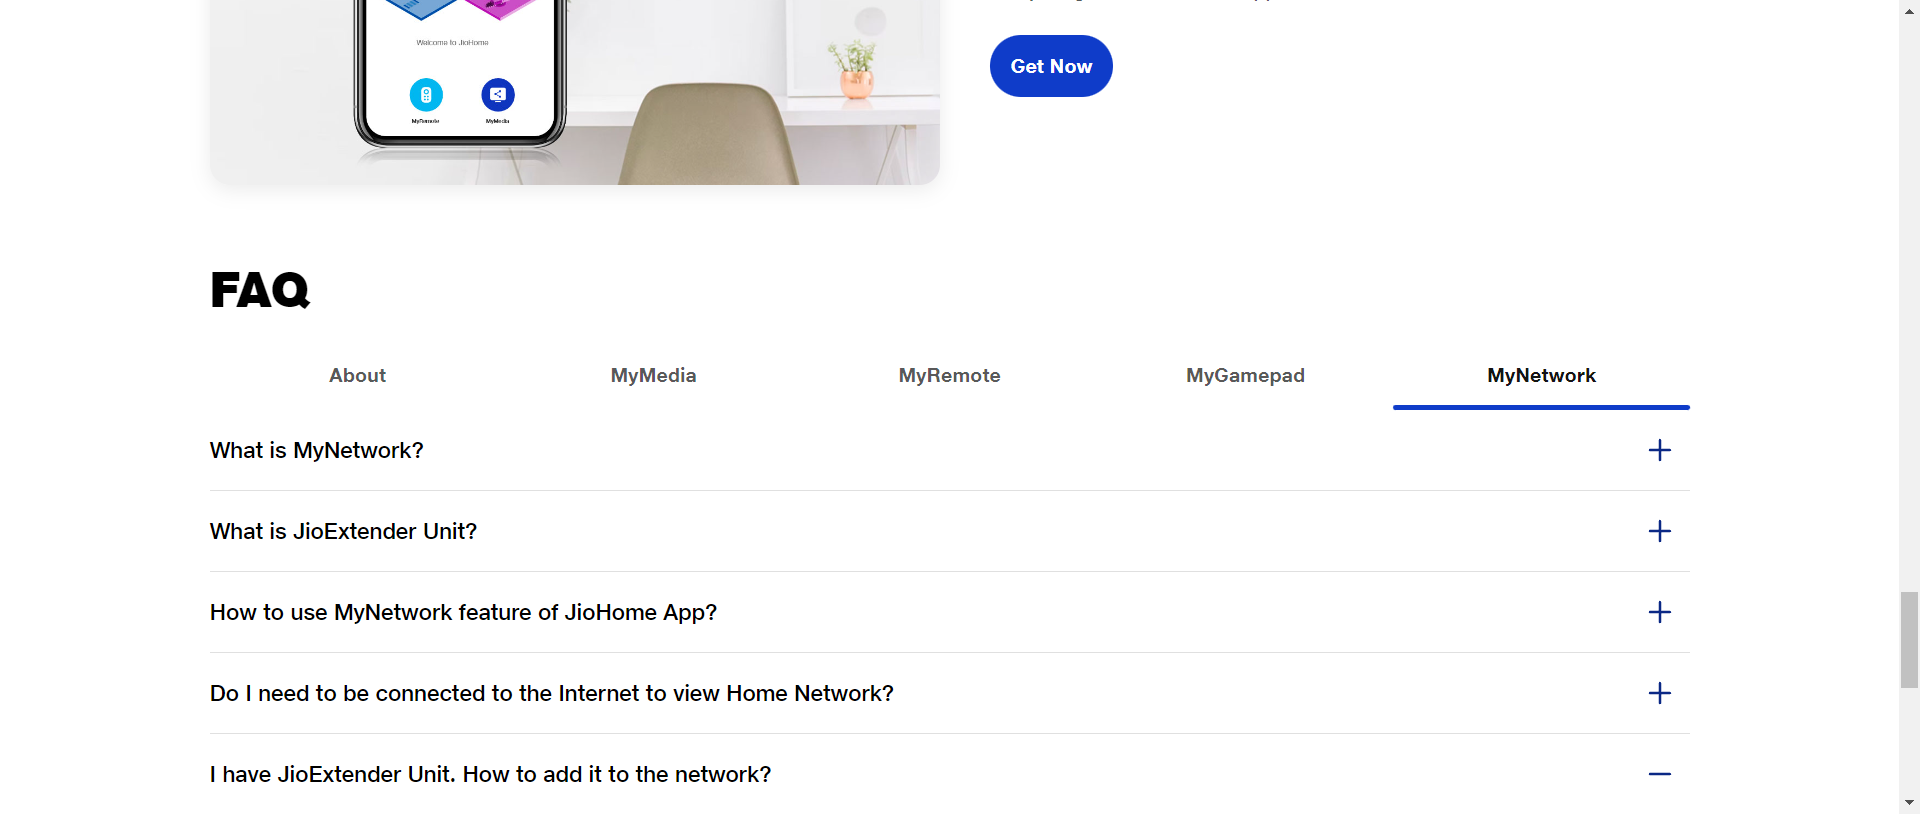 Welcome to JioHome
MyRemote
MyMedia
Get Now
FAQ
About
MyMedia
MyRemote
MyGamepad
MyNetwork
What is MyNetwork?
What is JioExtender Unit?
How to use MyNetwork feature of JioHome App?
Do I need to be connected to the Internet to view Home Network?
I have JioExtender Unit. How to add it to the network?